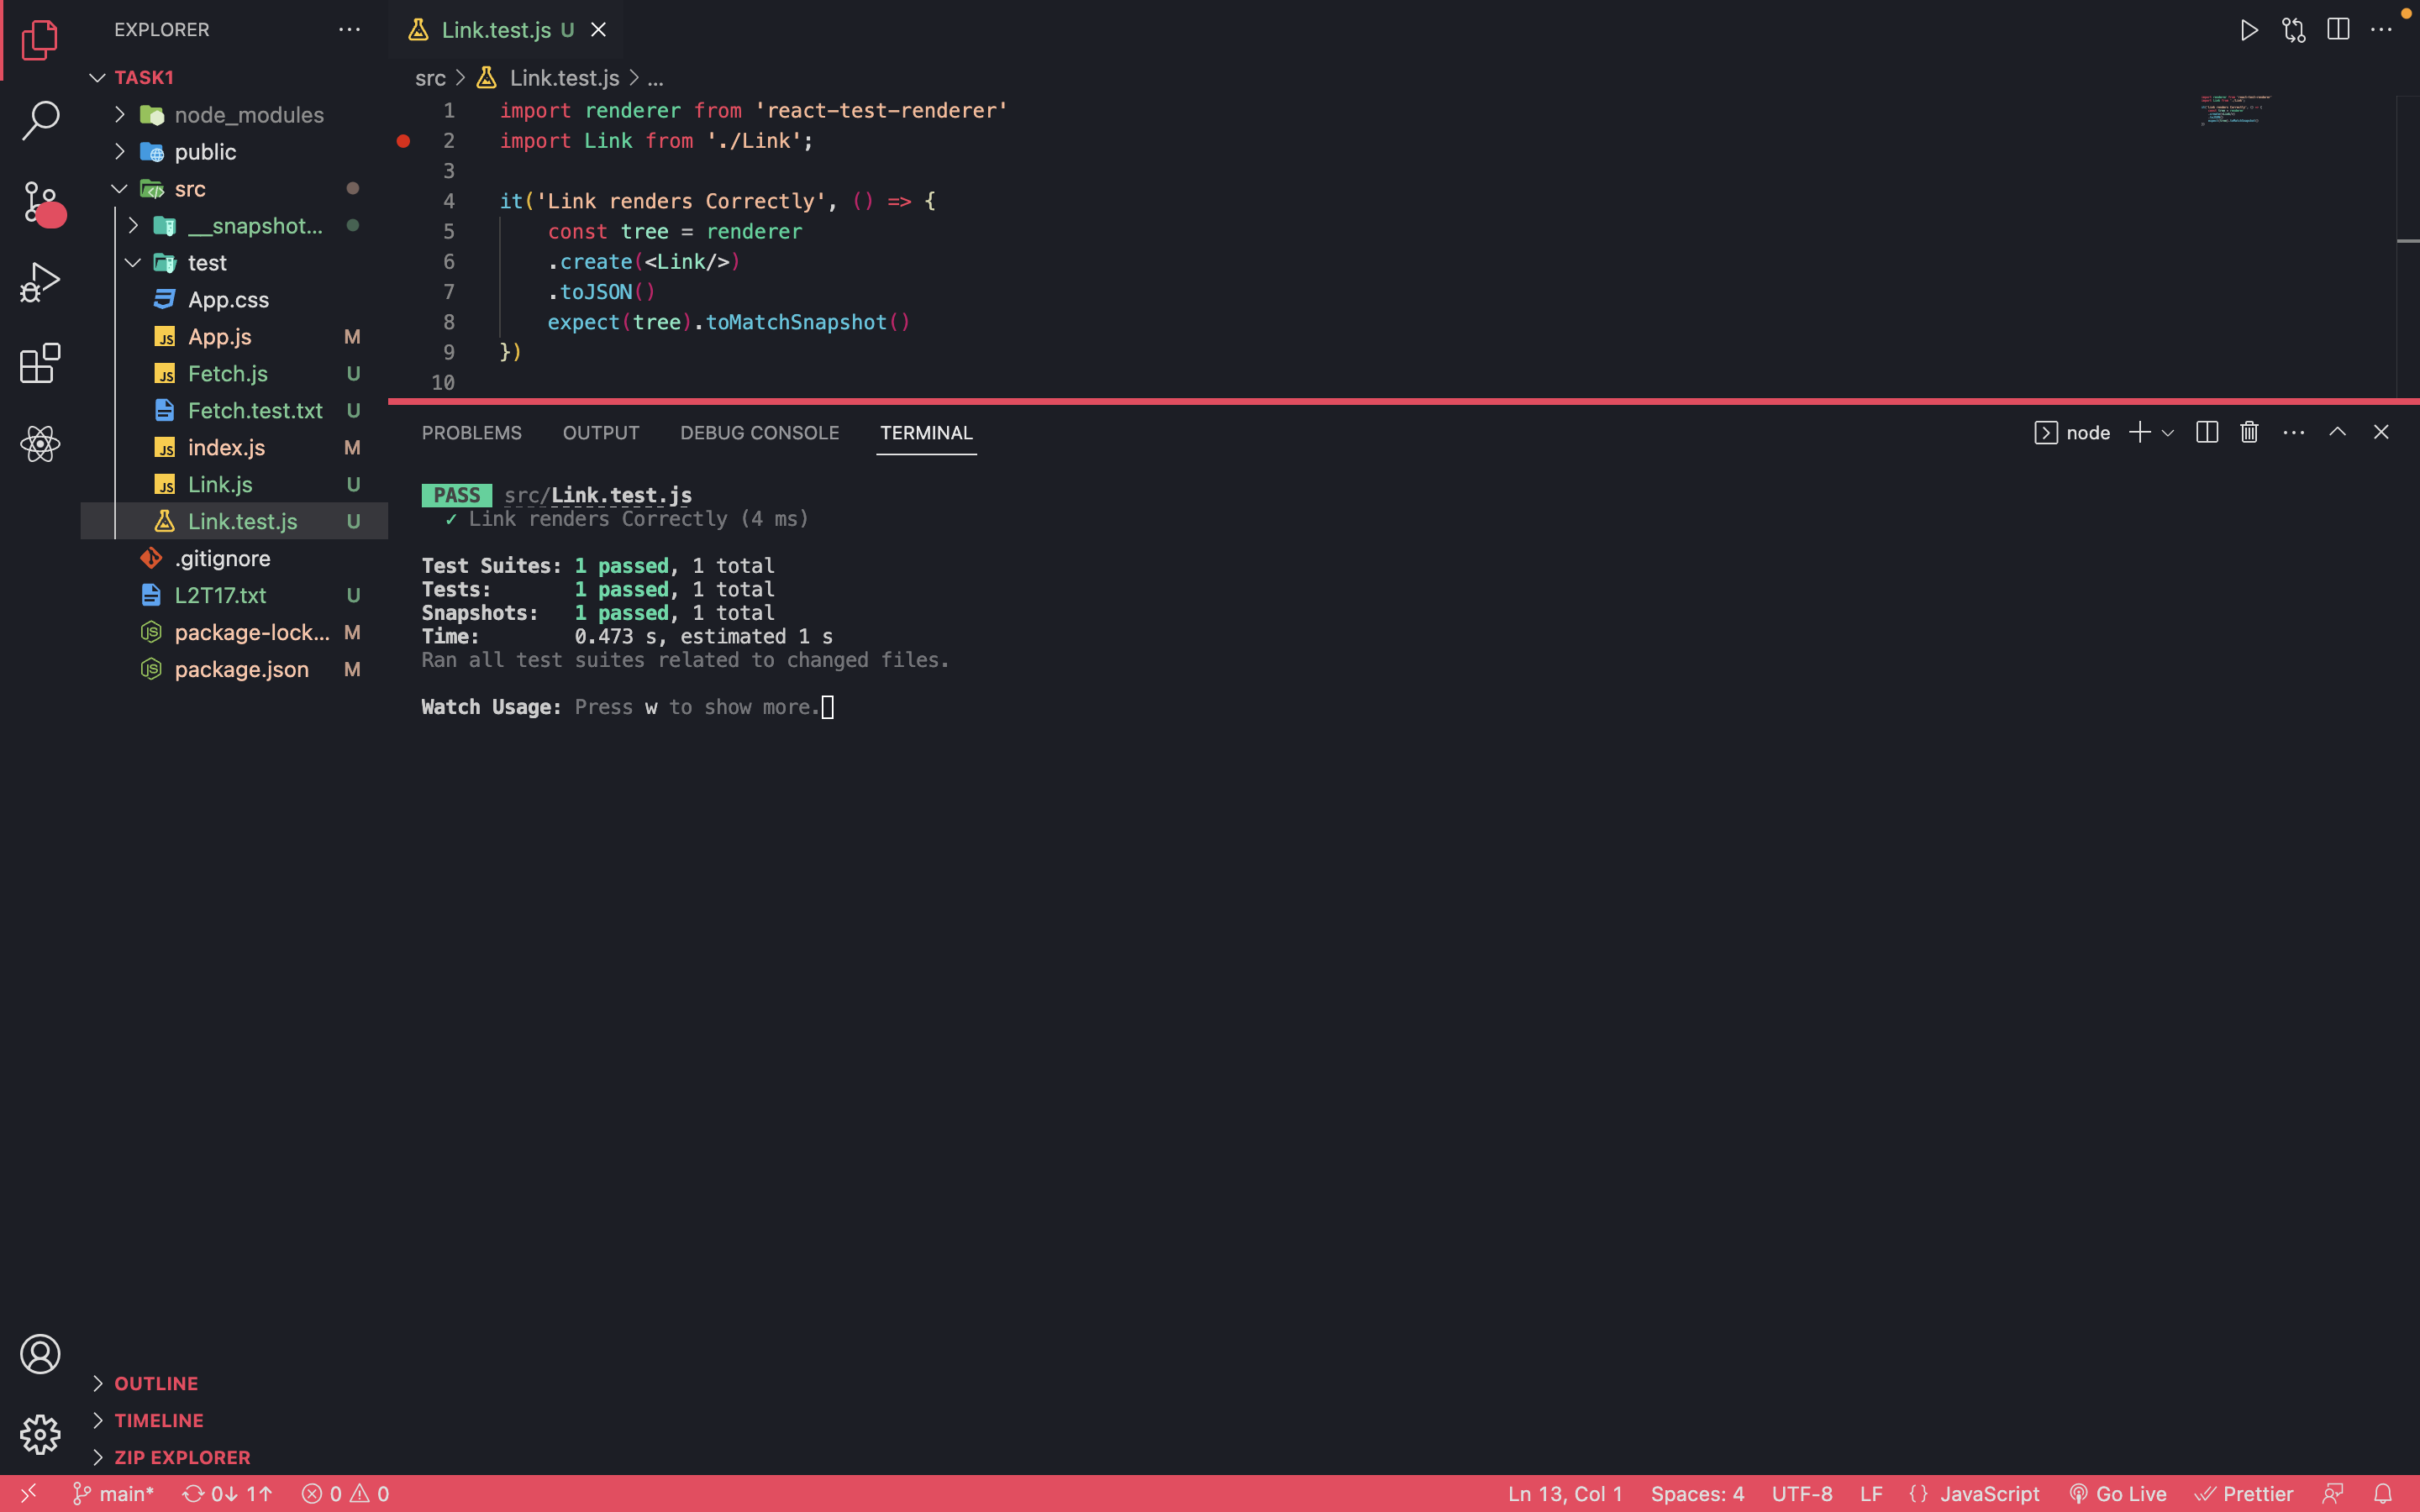 EXPLORER
TASK1
node_modules
public
src
__snapshot...
test
App.css
App.js M
Fetch.js U
Fetch.test.txt U
index.js M
Link.js U
Link.test.js U
.gitignore
L2T17.txt U
package-lock... M
package.json M
OUTLINE
TIMELINE
ZIP EXPLORER
Link.test.js U
src > Link.test.js > ...
1 import renderer from 'react-test-renderer'
2 import Link from './Link';
3
4 it('Link renders Correctly', () => {
5 const tree = renderer
6 .create(<Link/>)
7 .toJSON()
8 expect(tree).toMatchSnapshot()
9 })
10
PROBLEMS OUTPUT DEBUG CONSOLE TERMINAL node
PASS src/Link.test.js
✓ Link renders Correctly (4 ms)
Test Suites: 1 passed, 1 total
Tests: 1 passed, 1 total
Snapshots: 1 passed, 1 total
Time: 0.473 s, estimated 1 s
Ran all test suites related to changed files.
Watch Usage: Press w to show more.
main* 0↓ 1↑ 0 0 Ln 13, Col 1 Spaces: 4 UTF-8 LF {} JavaScript Go Live Prettier